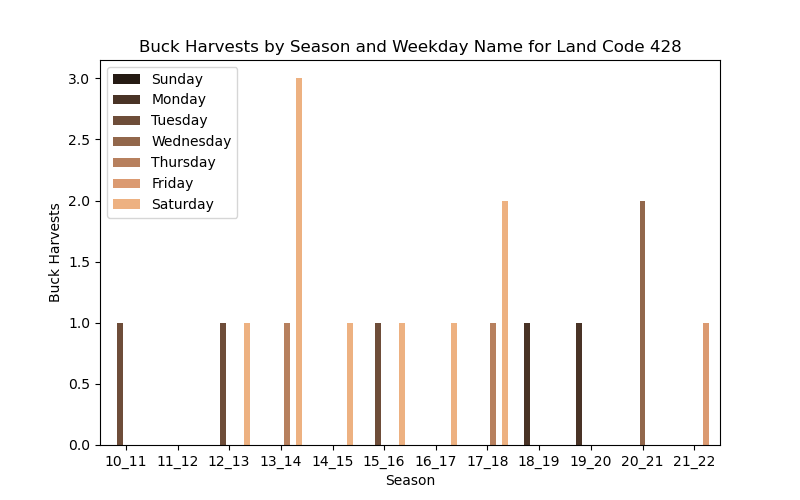 Buck Harvests by Season and Weekday Name for Land Code 428
Sunday
Monday
Tuesday
Wednesday
Thursday
Friday
Saturday
3.0
2.5
2.0
1.5
1.0
0.5
0.0
Buck Harvests
10_11 11_12 12_13 13_14 14_15 15_16 16_17 17_18 18_19 19_20 20_21 21_22
Season